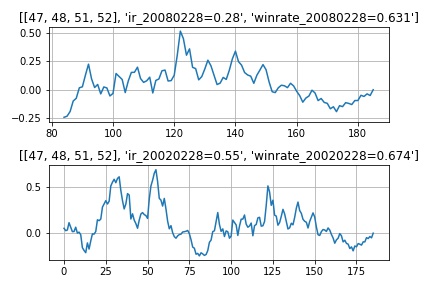 [[47, 48, 51, 52], 'ir_20080228=0.28', 'winrate_20080228=0.631']
0.50
0.25
0.00
−0.25
80 100 120 140 160 180
[[47, 48, 51, 52], 'ir_20020228=0.55', 'winrate_20020228=0.674']
0.5
0.0
0 25 50 75 100 125 150 175